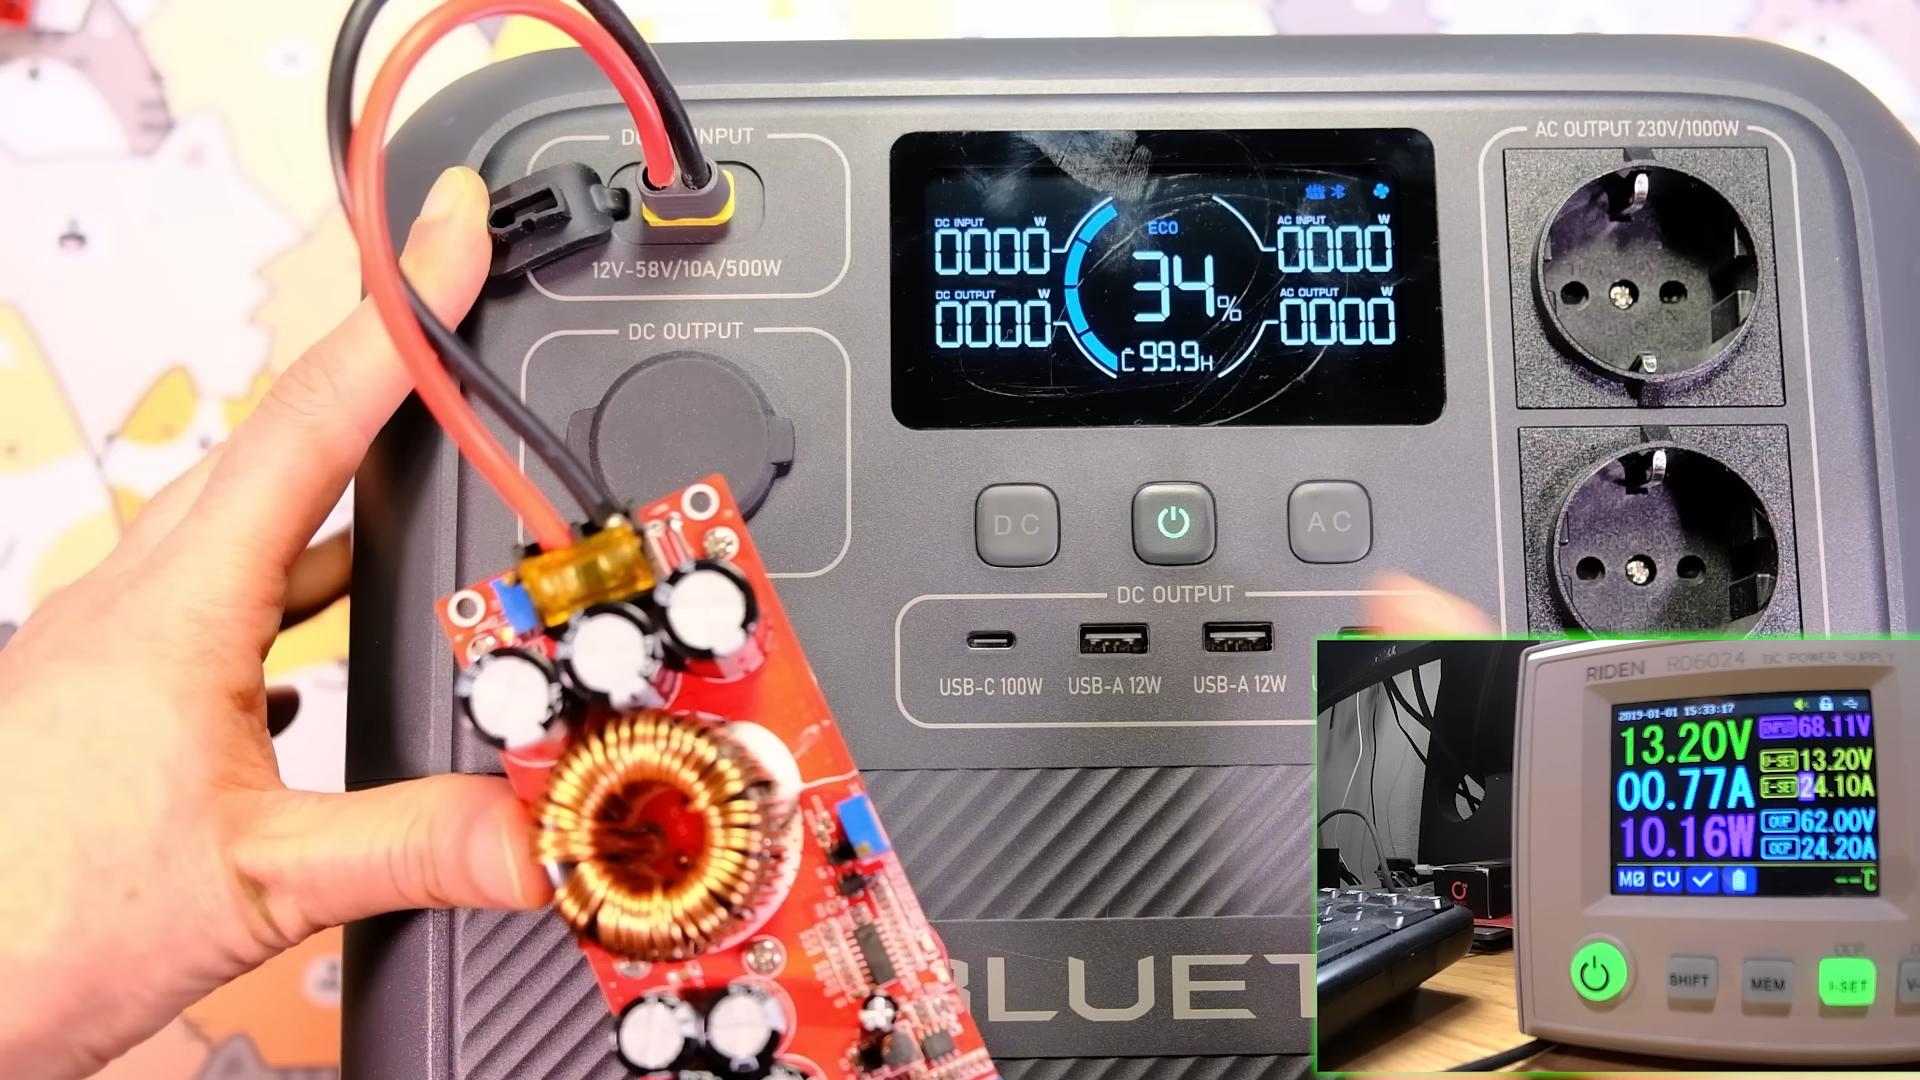 INPUT
12V-58V/10A/500W
DC OUTPUT
DC INPUT
W
0000
DC OUTPUT
W
0000
ECO
34%
99.9H
AC INPUT
W
0000
AC OUTPUT
W
0000
AC OUTPUT 230V/1000W
DC
AC
DC OUTPUT
USB-C 100W
USB-A 12W
USB-A 12W
BLUET
RIDEN RD6024 DC POWER SUPPLY
2019-01-01 15:33:17
13.20V
00.77A
10.16W
INPUT 68.11V
U-SET 13.20V
I-SET 24.10A
OVP 62.00V
OCP 24.20A
M0 CV
--℃
SHIFT
MEM
I-SET
V-